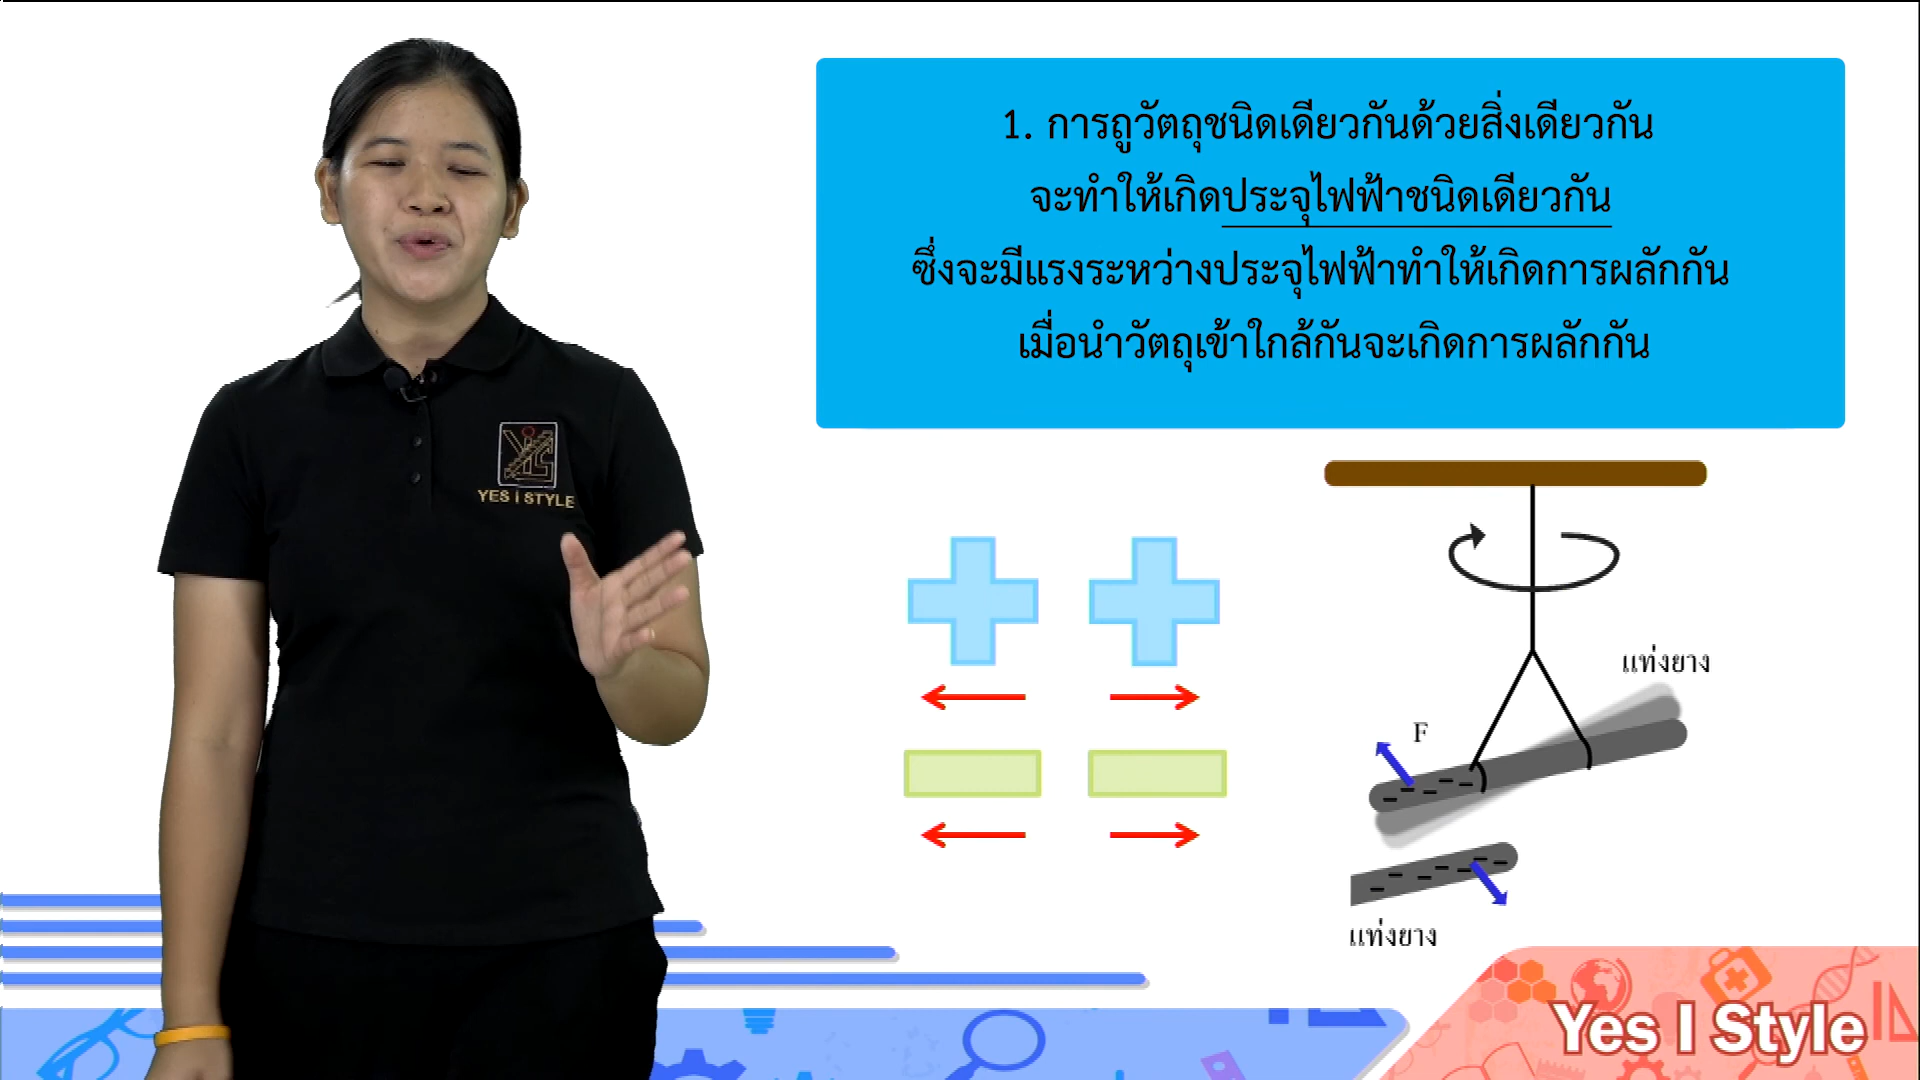 1. การถูวัตถุชนิดเดียวกันด้วยสิ่งเดียวกัน
จะทำให้เกิดประจุไฟฟ้าชนิดเดียวกัน
ซึ่งจะมีแรงระหว่างประจุไฟฟ้าทำให้เกิดการผลักกัน
เมื่อนำวัตถุเข้าใกล้กันจะเกิดการผลักกัน
YES I STYLE
แท่งยาง
F
แท่งยาง
Yes I Style